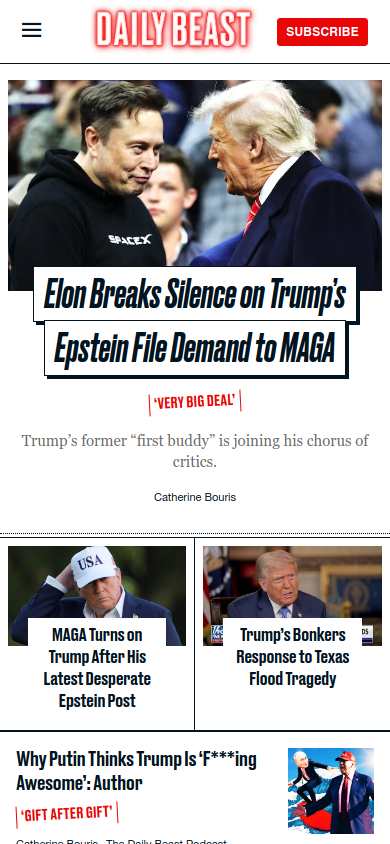 DAILY BEAST
SUBSCRIBE
SPACEX
Elon Breaks Silence on Trump's
Epstein File Demand to MAGA
'VERY BIG DEAL'
Trump's former “first buddy” is joining his chorus of
critics.
Catherine Bouris
USA
MAGA Turns on
Trump After His
Latest Desperate
Epstein Post
Trump's Bonkers
Response to Texas
Flood Tragedy
Why Putin Thinks Trump Is ‘F***ing
Awesome’: Author
'GIFT AFTER GIFT'
Catherine Bouris, The Daily Beast Podcast